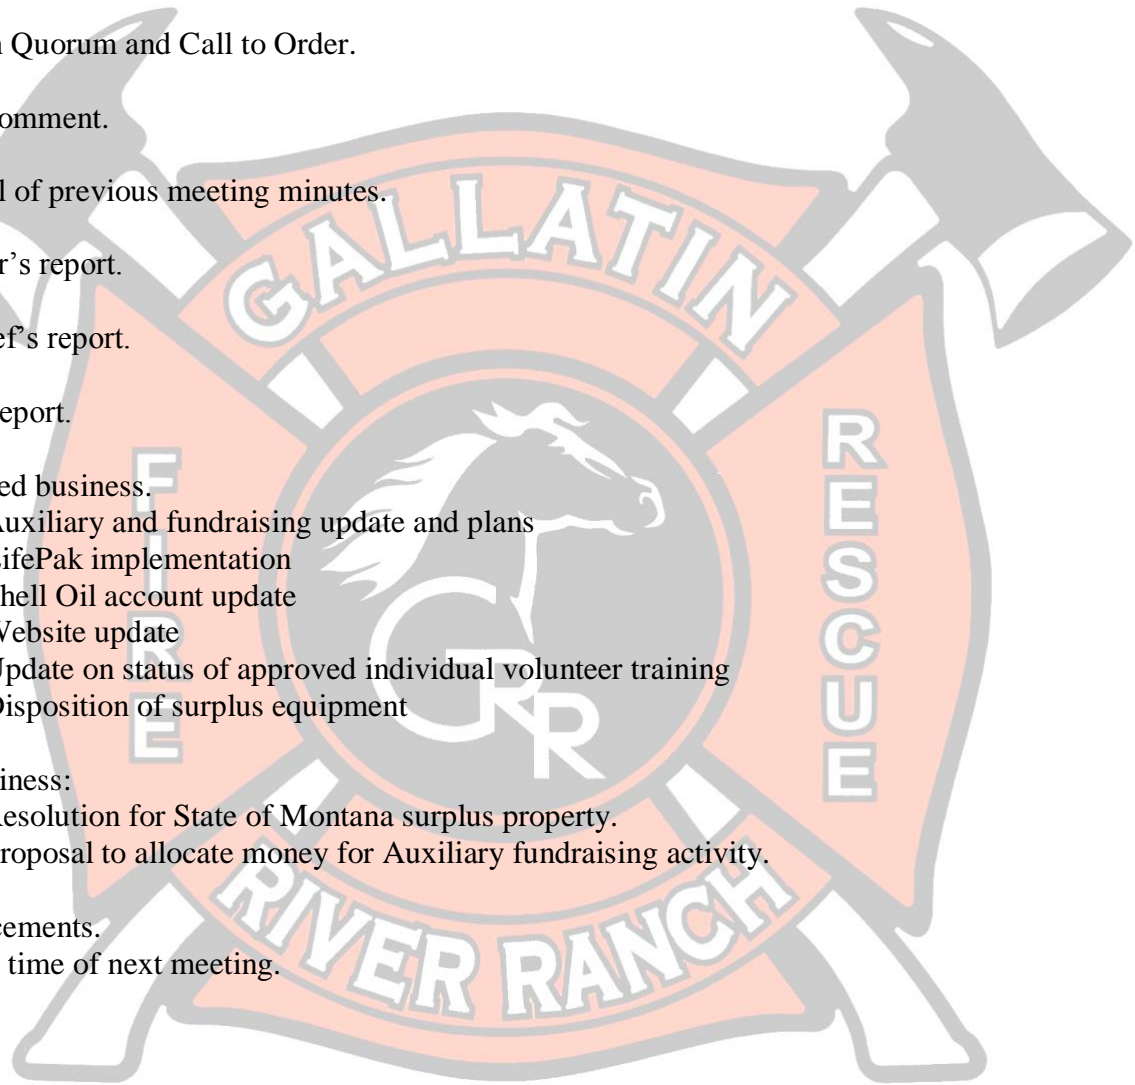 n Quorum and Call to Order.
omment.
l of previous meeting minutes.
r's report.
ef's report.
eport.
ed business.
Auxiliary and fundraising update and plans
LifePak implementation
hell Oil account update
Website update
Update on status of approved individual volunteer training
Disposition of surplus equipment
iness:
Resolution for State of Montana surplus property.
roposal to allocate money for Auxiliary fundraising activity.
cements.
time of next meeting.
GALLATIN
FIRE
RESCUE
GRR
RIVER RANCH